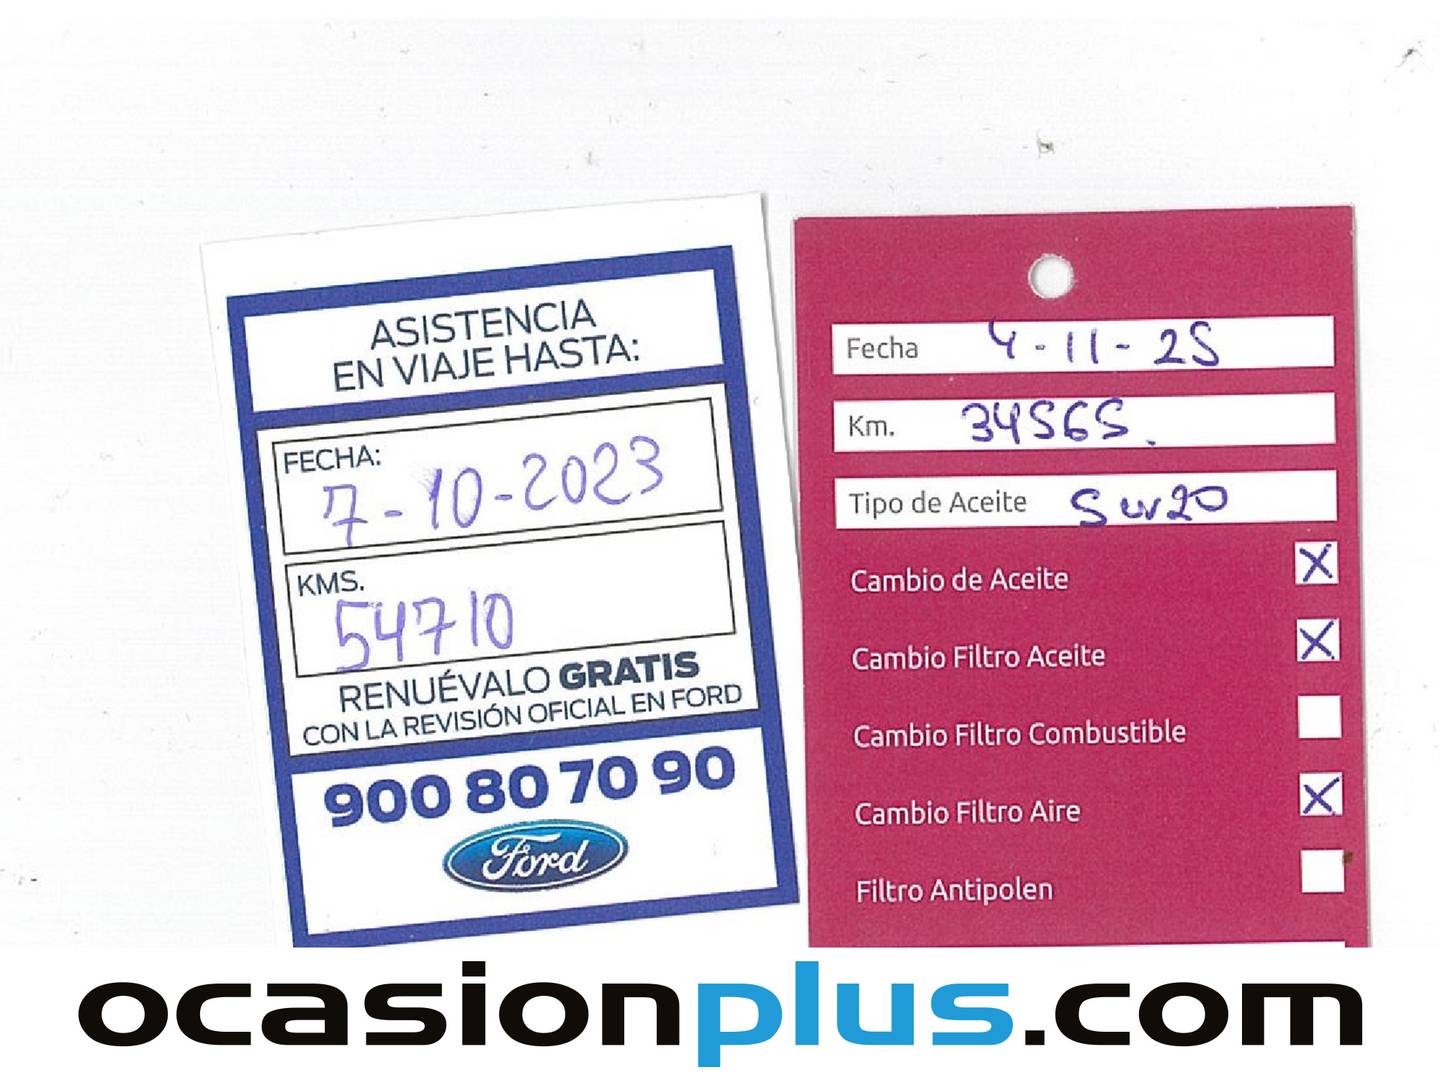 ASISTENCIA
EN VIAJE HASTA:
FECHA:
7-10-2023
KMS.
54710
RENUÉVALO GRATIS
CON LA REVISIÓN OFICIAL EN FORD
900 80 70 90
Ford
Fecha 4-11-25
Km. 34565.
Tipo de Aceite 5w20
Cambio de Aceite X
Cambio Filtro Aceite X
Cambio Filtro Combustible
Cambio Filtro Aire X
Filtro Antipolen
ocasionplus.com